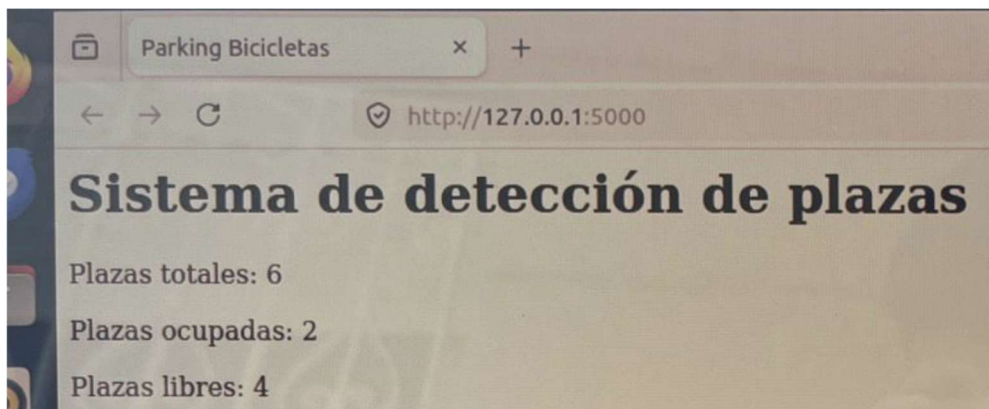 Parking Bicicletas
http://127.0.0.1:5000
Sistema de detección de plazas
Plazas totales: 6
Plazas ocupadas: 2
Plazas libres: 4